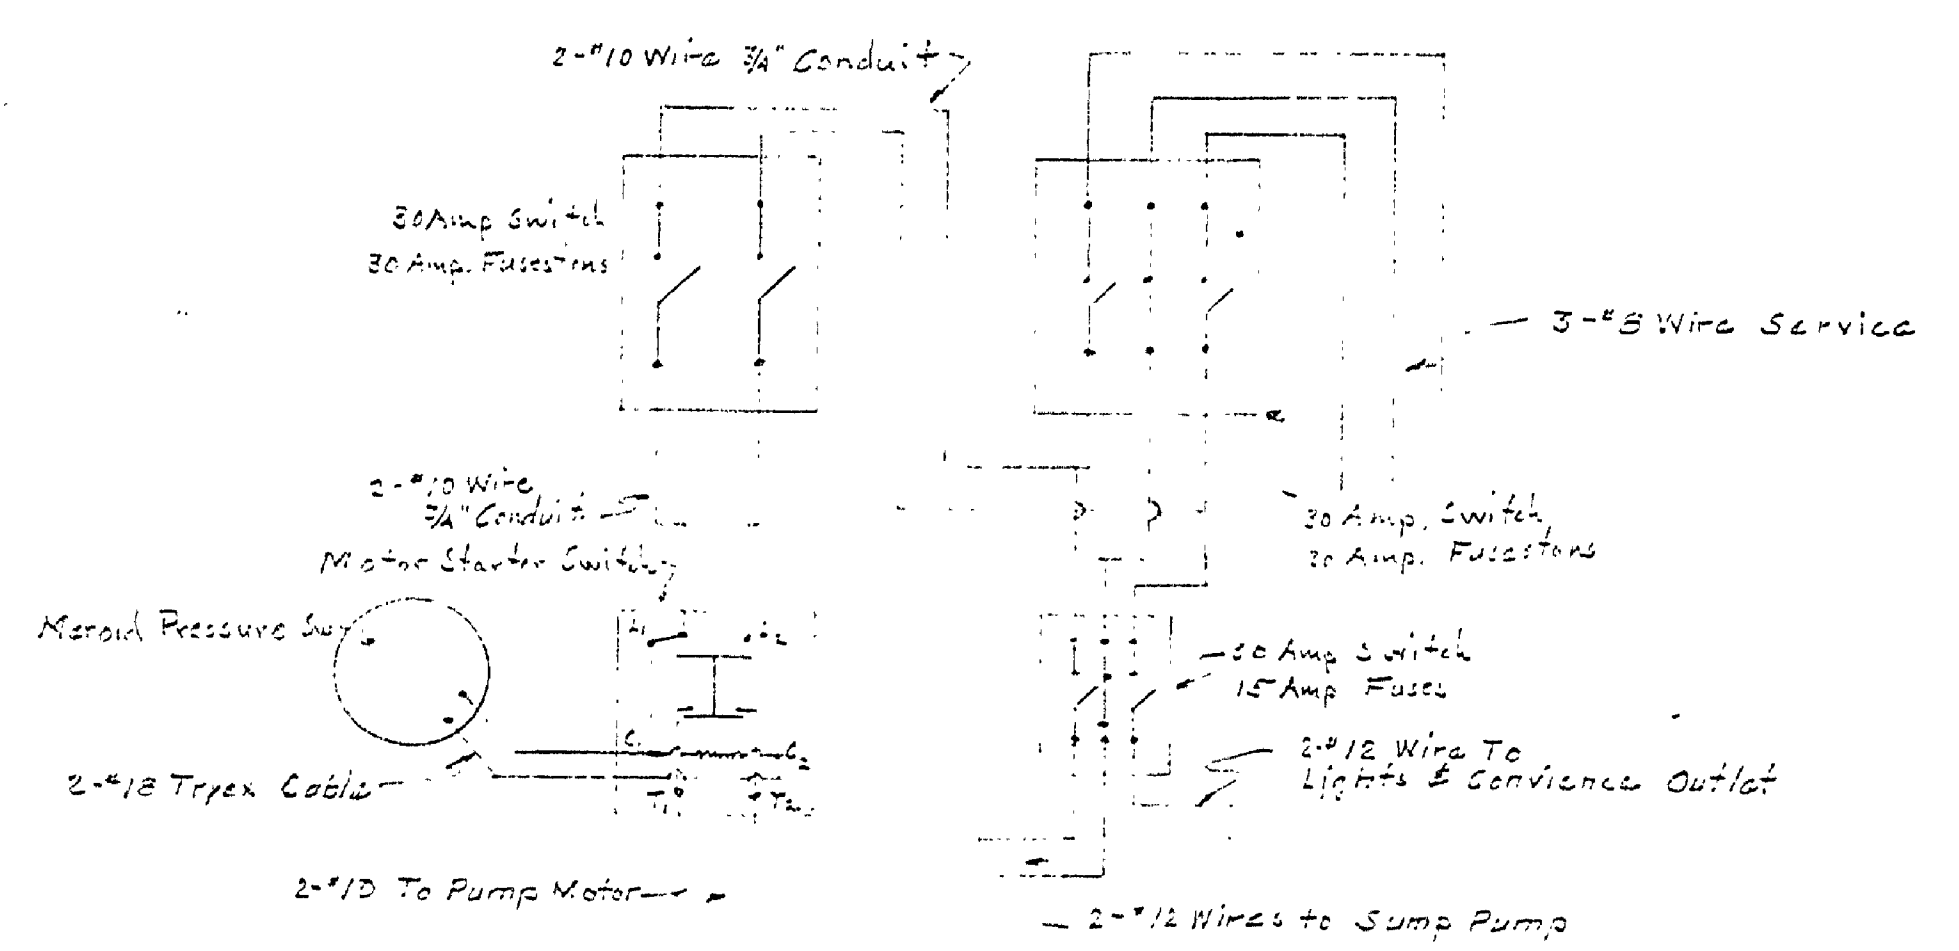 2-#10 Wire 3/4" Conduit
30 Amp Switch
30 Amp. Fusestons
3-#8 Wire Service
2-#10 Wire
3/4" Conduit
30 Amp. Switch
30 Amp. Fusestons
Motor Starter Switch
Meroid Pressure Sw.
L1
L2
30 Amp Switch
15 Amp Fuses
C1
C2
2-#12 Wire To
Lights & Convience Outlet
2-#18 Tryex Cable
T1
T2
2-#10 To Pump Motor
2-#12 Wires to Sump Pump